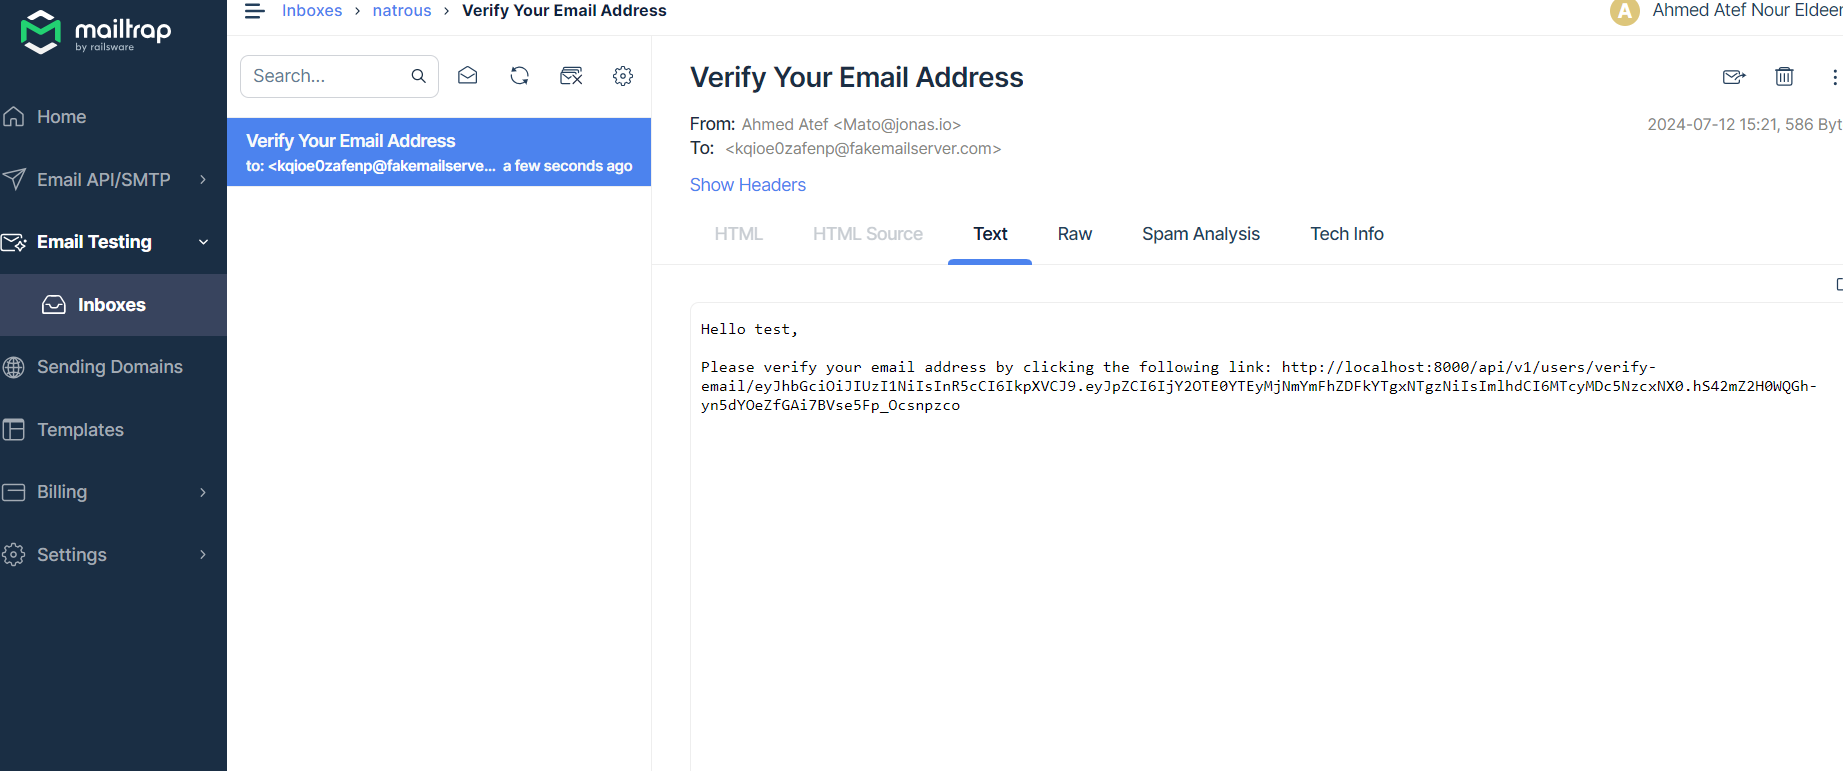 mailtrap
by railsware
Home
Email API/SMTP
Email Testing
Inboxes
Sending Domains
Templates
Billing
Settings
Inboxes › natrous › Verify Your Email Address
A Ahmed Atef Nour Eldeen
Search...
Verify Your Email Address
to: <kqioe0zafenp@fakemailserve... a few seconds ago
Verify Your Email Address
From: Ahmed Atef <Mato@jonas.io>
2024-07-12 15:21, 586 Byt
To: <kqioe0zafenp@fakemailserver.com>
Show Headers
HTML HTML Source Text Raw Spam Analysis Tech Info
Hello test,
Please verify your email address by clicking the following link: http://localhost:8000/api/v1/users/verify-
email/eyJhbGciOiJIUzI1NiIsInR5cCI6IkpXVCJ9.eyJpZCI6IjY2OTE0YTEyMjNmYmFhZDFkYTgxNTgzNiIsImlhdCI6MTcyMDc5NzcxNX0.hS42mZ2H0WQGh-
yn5dYOeZfGAi7BVse5Fp_Ocsnpzco